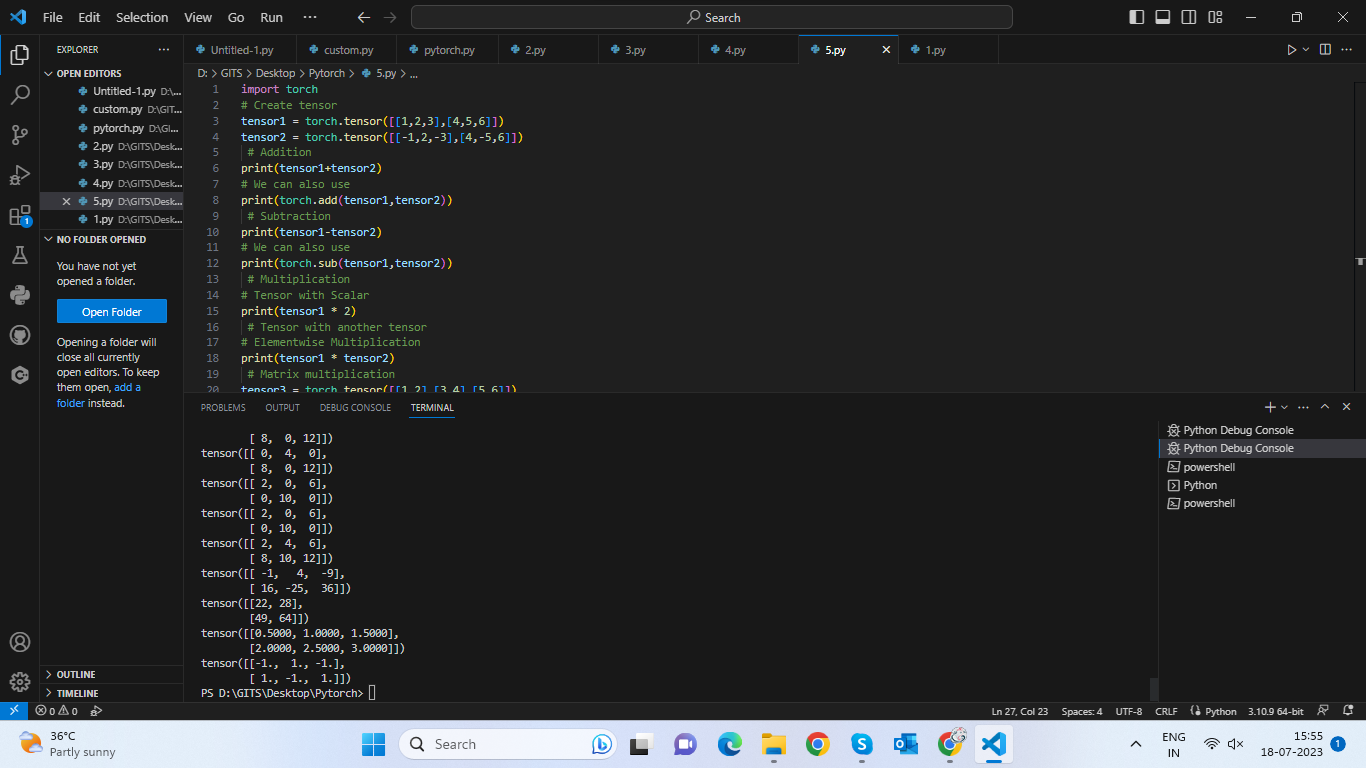 File Edit Selection View Go Run ··· Search
EXPLORER ···
OPEN EDITORS
Untitled-1.py D:\...
custom.py D:\GIT...
pytorch.py D:\GI...
2.py D:\GITS\Desk...
3.py D:\GITS\Desk...
4.py D:\GITS\Desk...
5.py D:\GITS\Desk...
1.py D:\GITS\Desk...
NO FOLDER OPENED
You have not yet
opened a folder.
Open Folder
Opening a folder will
close all currently
open editors. To keep
them open, add a
folder instead.
OUTLINE
TIMELINE
1
Untitled-1.py custom.py pytorch.py 2.py 3.py 4.py 5.py 1.py
D: > GITS > Desktop > Pytorch > 5.py > ...
1 import torch
2 # Create tensor
3 tensor1 = torch.tensor([[1,2,3],[4,5,6]])
4 tensor2 = torch.tensor([[-1,2,-3],[4,-5,6]])
5 # Addition
6 print(tensor1+tensor2)
7 # We can also use
8 print(torch.add(tensor1,tensor2))
9 # Subtraction
10 print(tensor1-tensor2)
11 # We can also use
12 print(torch.sub(tensor1,tensor2))
13 # Multiplication
14 # Tensor with Scalar
15 print(tensor1 * 2)
16 # Tensor with another tensor
17 # Elementwise Multiplication
18 print(tensor1 * tensor2)
19 # Matrix multiplication
20 tensor3 = torch.tensor([[1,2],[3,4],[5,6]])
PROBLEMS OUTPUT DEBUG CONSOLE TERMINAL
[ 8, 0, 12]])
tensor([[ 0, 4, 0],
[ 8, 0, 12]])
tensor([[ 2, 0, 6],
[ 0, 10, 0]])
tensor([[ 2, 0, 6],
[ 0, 10, 0]])
tensor([[ 2, 4, 6],
[ 8, 10, 12]])
tensor([[ -1, 4, -9],
[ 16, -25, 36]])
tensor([[22, 28],
[49, 64]])
tensor([[0.5000, 1.0000, 1.5000],
[2.0000, 2.5000, 3.0000]])
tensor([[-1., 1., -1.],
[ 1., -1., 1.]])
PS D:\GITS\Desktop\Pytorch>
Python Debug Console
Python Debug Console
powershell
Python
powershell
0 0 Ln 27, Col 23 Spaces: 4 UTF-8 CRLF Python 3.10.9 64-bit
36°C
Partly sunny
Search
ENG
IN
15:55
18-07-2023
1